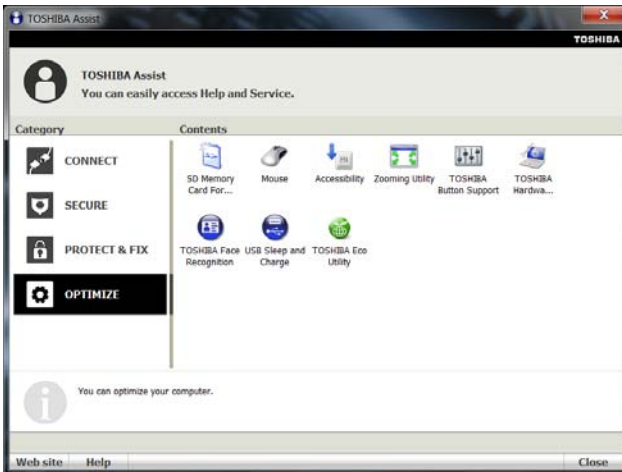 TOSHIBA Assist
TOSHIBA
TOSHIBA Assist
You can easily access Help and Service.
Category
Contents
CONNECT
SECURE
PROTECT & FIX
OPTIMIZE
SD Memory
Card For...
Mouse
Accessibility
Zooming Utility
TOSHIBA
Button Support
TOSHIBA
Hardwa...
TOSHIBA Face
Recognition
USB Sleep and
Charge
TOSHIBA Eco
Utility
You can optimize your computer.
Web site
Help
Close